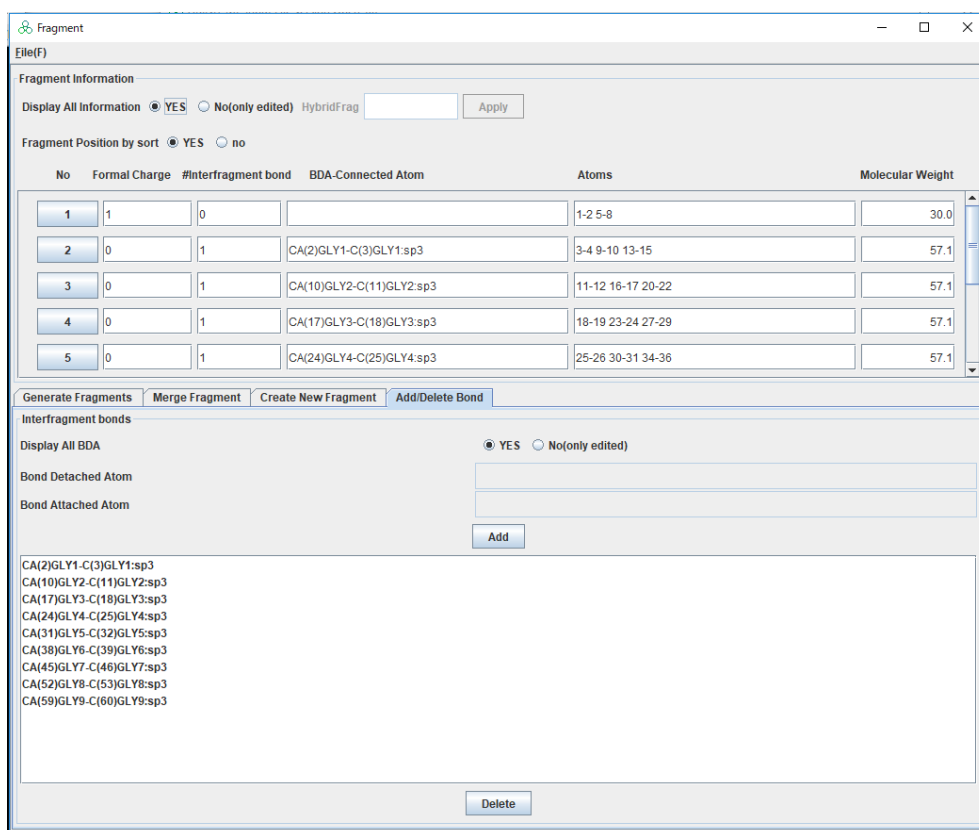 Fragment
File(F)
Fragment Information
Display All Information YES No(only edited) HybridFrag Apply
Fragment Position by sort YES no
No Formal Charge #Interfragment bond BDA-Connected Atom Atoms Molecular Weight
1 1 0 1-2 5-8 30.0
2 0 1 CA(2)GLY1-C(3)GLY1:sp3 3-4 9-10 13-15 57.1
3 0 1 CA(10)GLY2-C(11)GLY2:sp3 11-12 16-17 20-22 57.1
4 0 1 CA(17)GLY3-C(18)GLY3:sp3 18-19 23-24 27-29 57.1
5 0 1 CA(24)GLY4-C(25)GLY4:sp3 25-26 30-31 34-36 57.1
Generate Fragments Merge Fragment Create New Fragment Add/Delete Bond
Interfragment bonds
Display All BDA YES No(only edited)
Bond Detached Atom
Bond Attached Atom
Add
CA(2)GLY1-C(3)GLY1:sp3
CA(10)GLY2-C(11)GLY2:sp3
CA(17)GLY3-C(18)GLY3:sp3
CA(24)GLY4-C(25)GLY4:sp3
CA(31)GLY5-C(32)GLY5:sp3
CA(38)GLY6-C(39)GLY6:sp3
CA(45)GLY7-C(46)GLY7:sp3
CA(52)GLY8-C(53)GLY8:sp3
CA(59)GLY9-C(60)GLY9:sp3
Delete